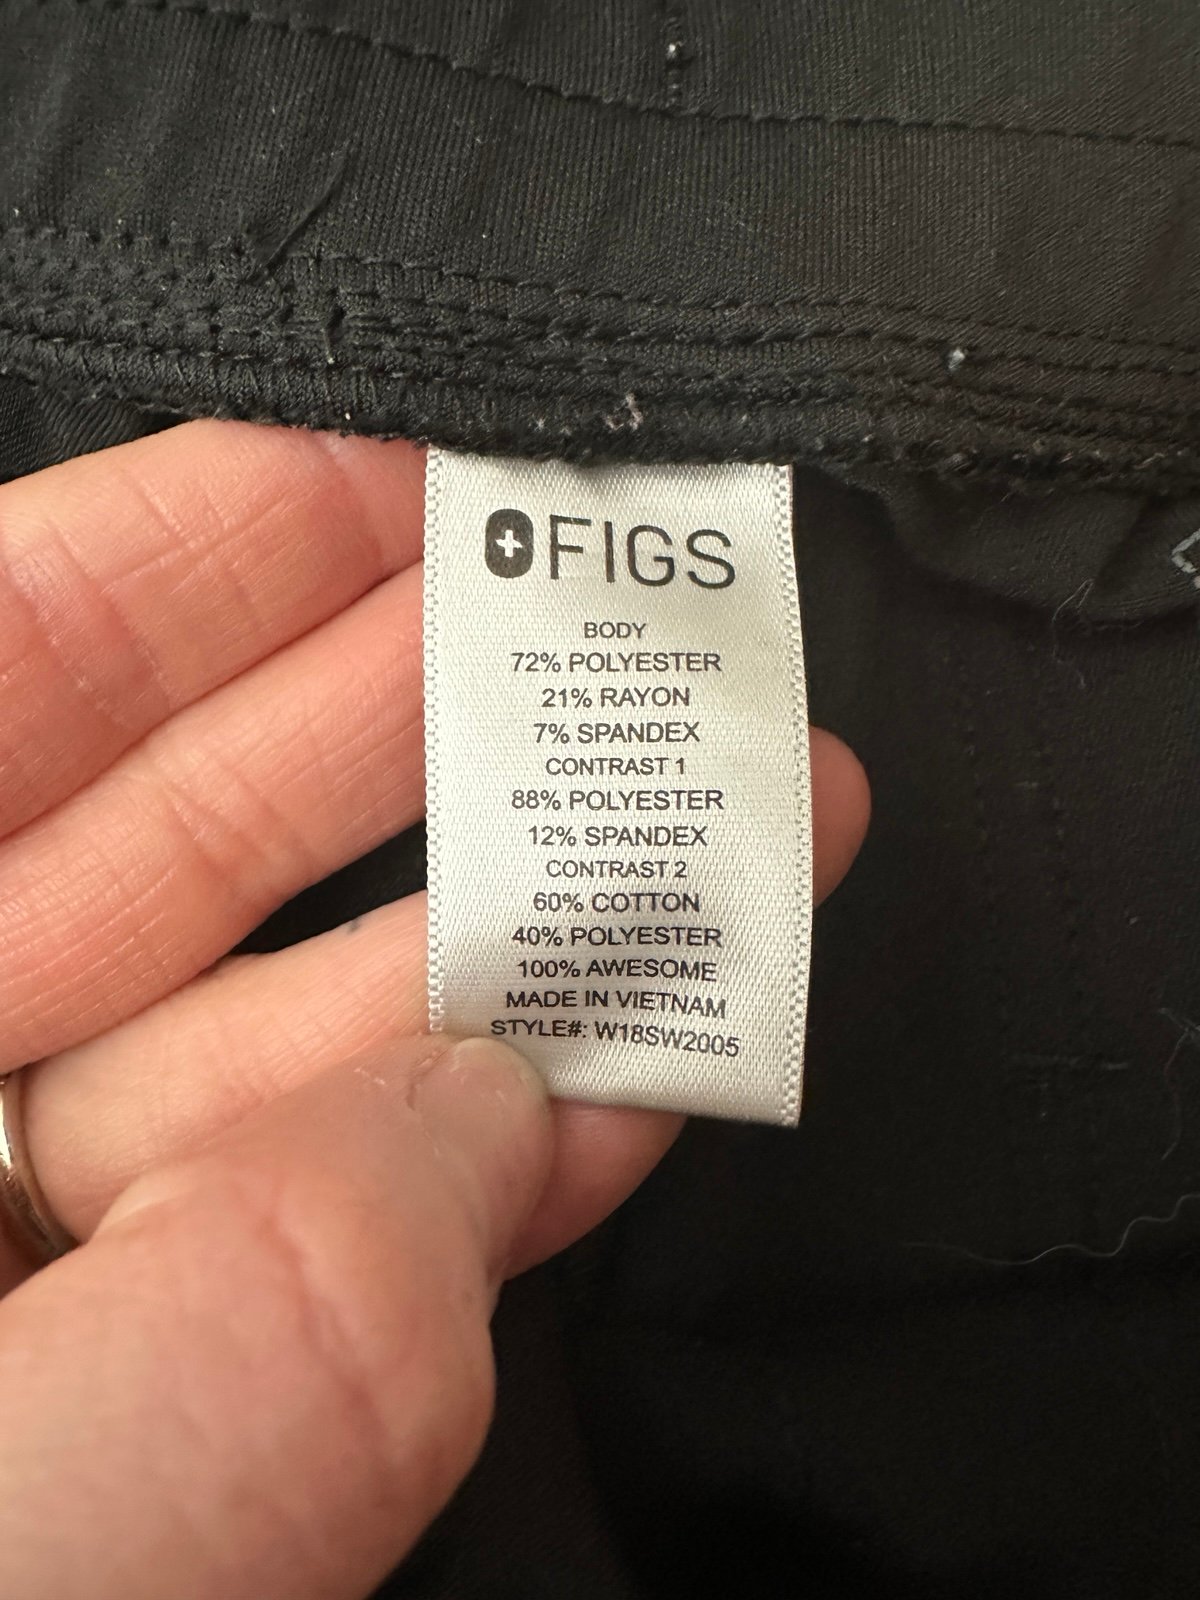 FIGS
BODY
72% POLYESTER
21% RAYON
7% SPANDEX
CONTRAST 1
88% POLYESTER
12% SPANDEX
CONTRAST 2
60% COTTON
40% POLYESTER
100% AWESOME
MADE IN VIETNAM
STYLE#: W18SW2005